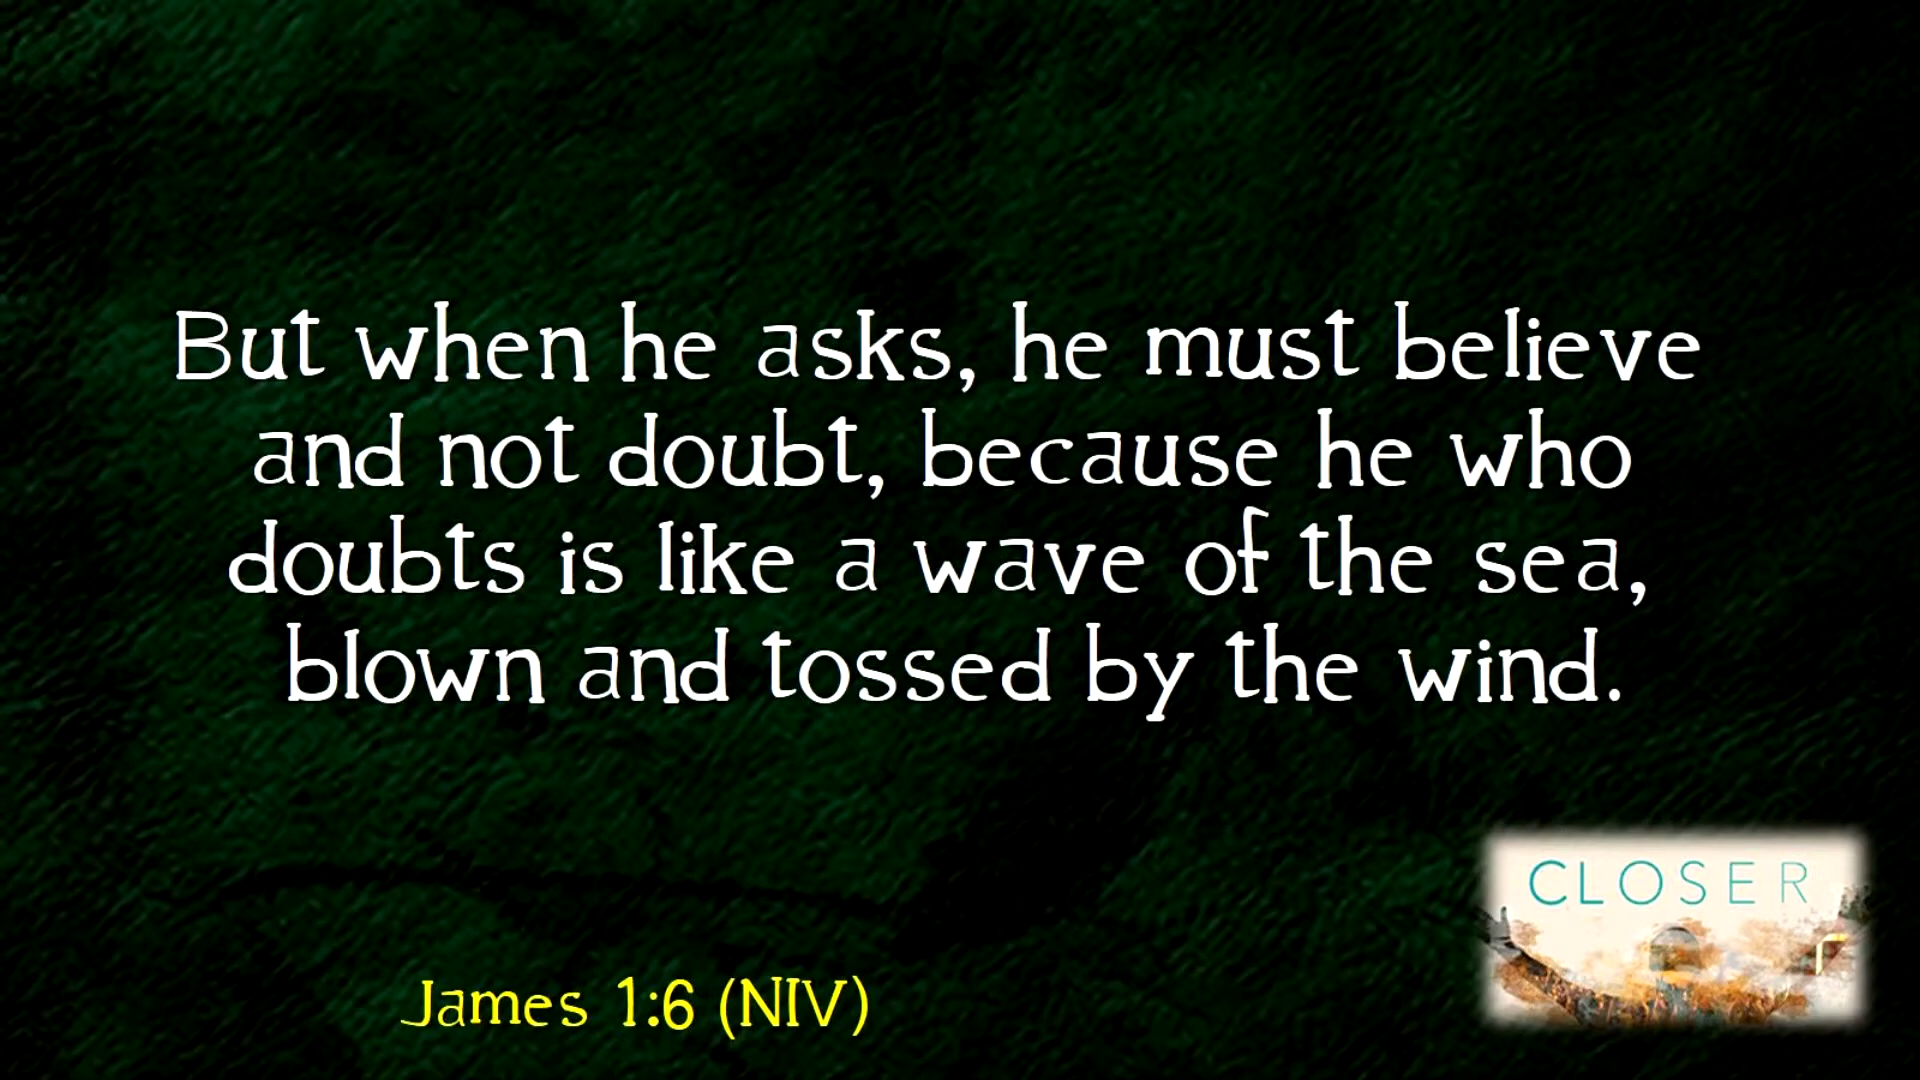 But when he asks, he must believe
and not doubt, because he who
doubts is like a wave of the sea,
blown and tossed by the wind.
James 1:6 (NIV)
CLOSER